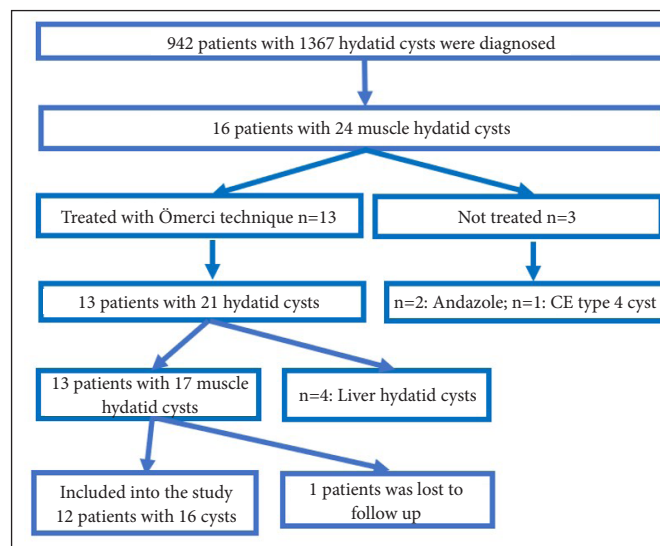 942 patients with 1367 hydatid cysts were diagnosed
16 patients with 24 muscle hydatid cysts
Treated with Ömerci technique n=13
Not treated n=3
13 patients with 21 hydatid cysts
n=2: Andazole; n=1: CE type 4 cyst
13 patients with 17 muscle
hydatid cysts
n=4: Liver hydatid cysts
Included into the study
12 patients with 16 cysts
1 patients was lost to
follow up